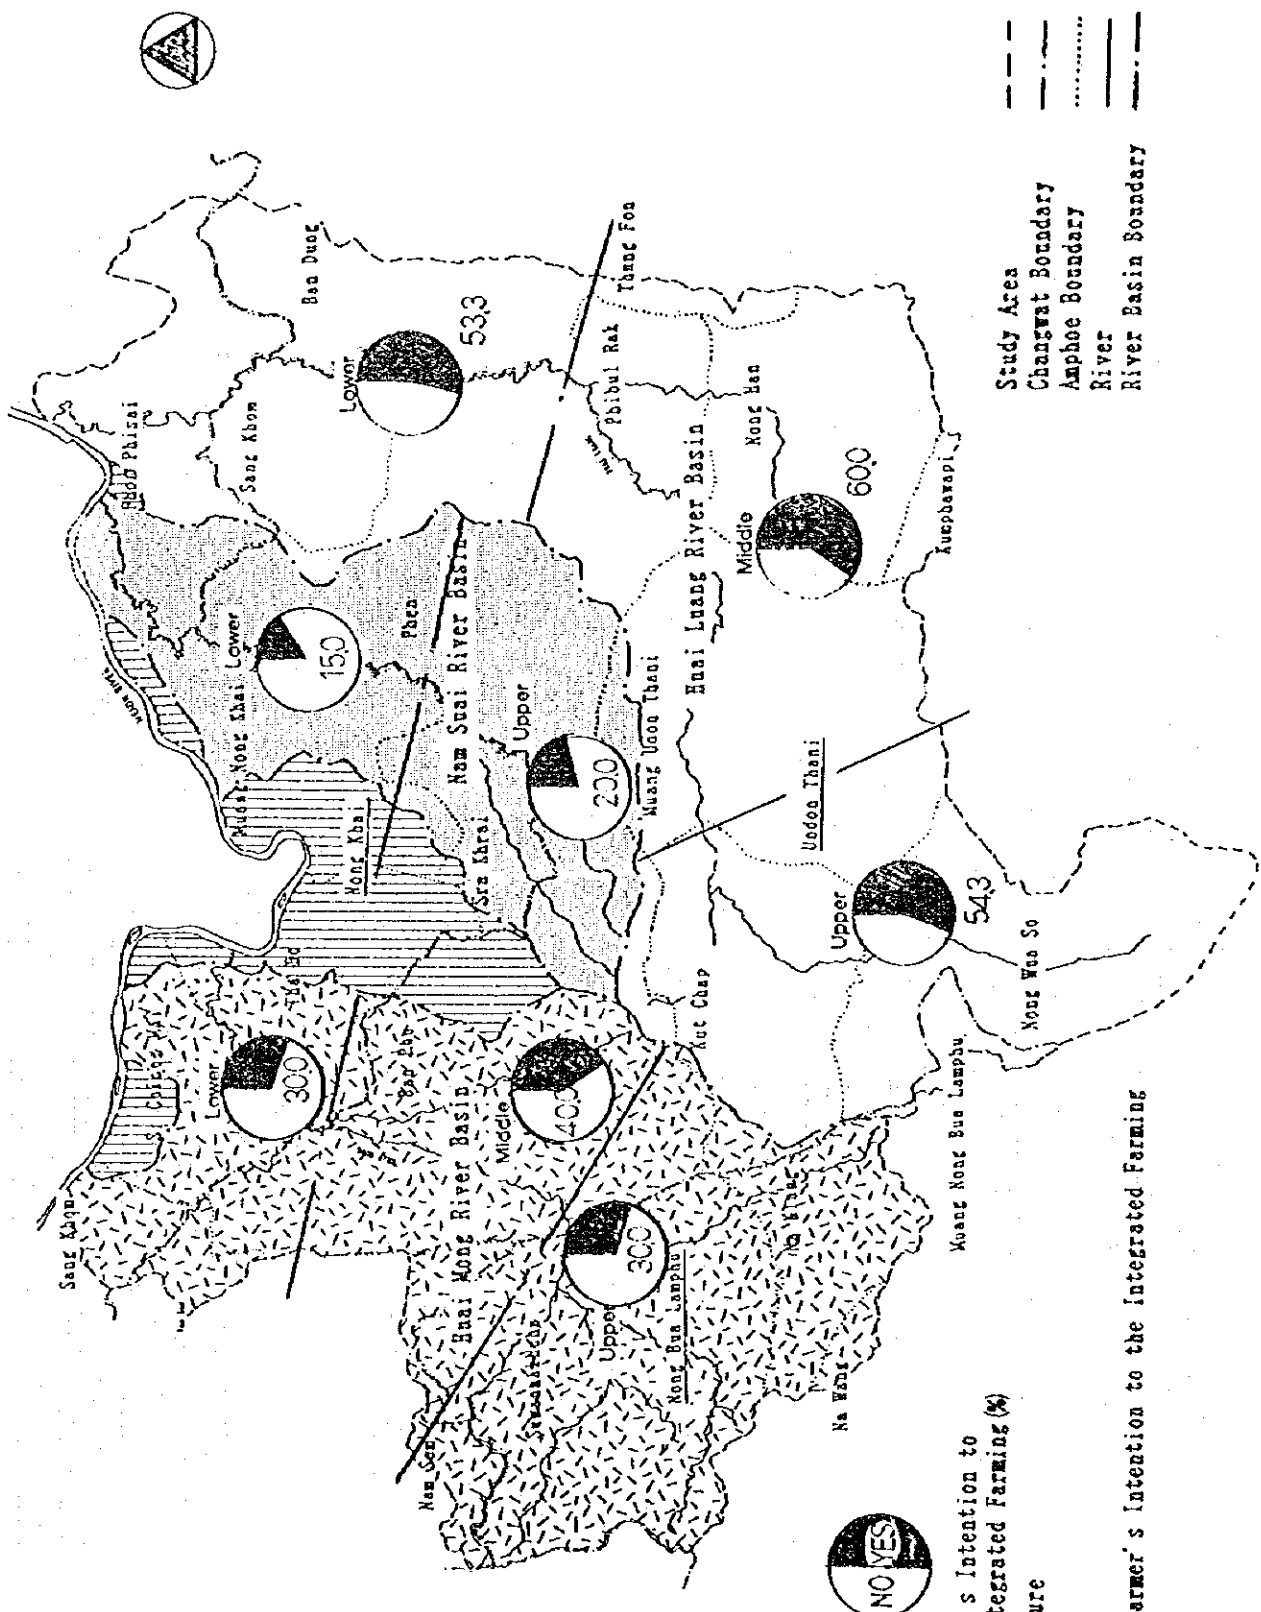 Sang Khom
Lower
30.0
Huai Mong River Basin
Middle
40.0
Upper
30.0
Nong Bua Lamphu
Na Wang
Muang Nong Bua Lamphu
Nong Khai
Sra Khrai
Muang Nong Khai
Lower
15.0
Phen
Nam Suai River Basin
Upper
20.0
Muang Udon Thani
Sang Khom
Ban Dung
Lower
53.3
Thung Fon
Phibul Rak
Huai Luang River Basin
Nong Han
Middle
60.0
Kumphawapi
Undon Thani
Upper
54.3
Kut Chap
Nong Wua So
NO YES
s Intention to
tegrated Farming (%)
ure
armer's Intention to the Integrated Farming
Study Area
Changwat Boundary
Amphoe Boundary
River
River Basin Boundary